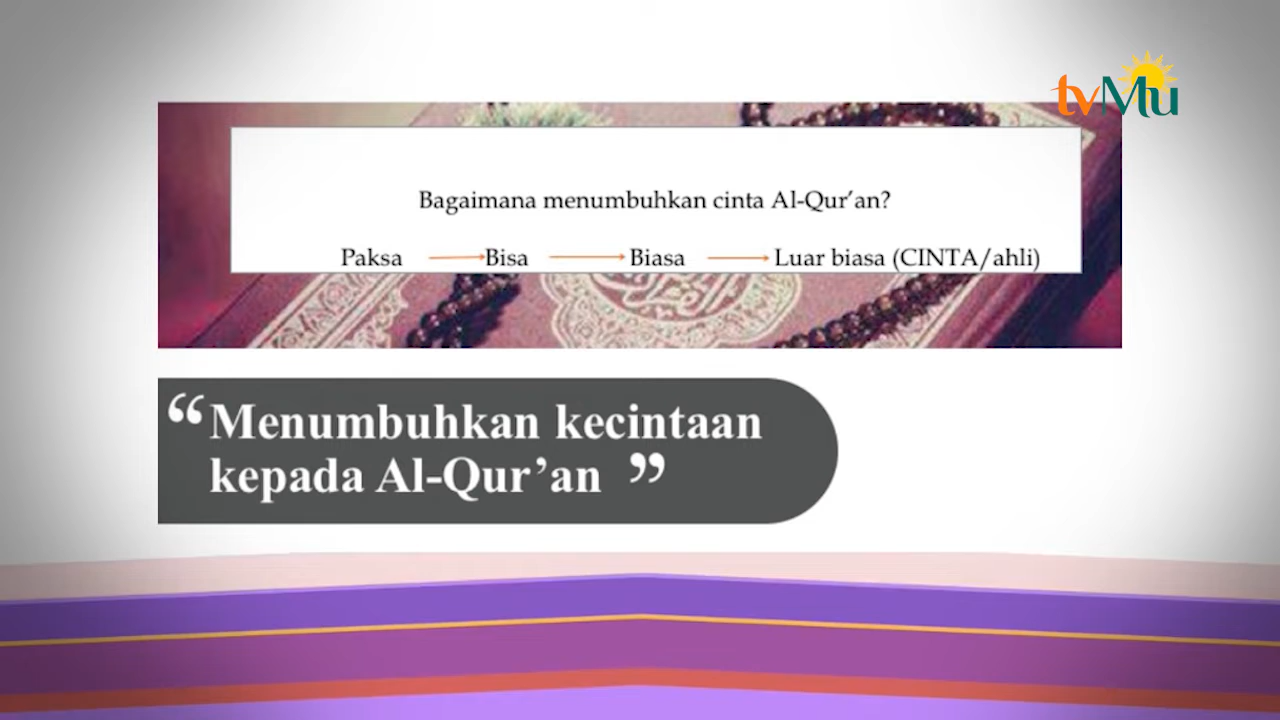 tvMu
Bagaimana menumbuhkan cinta Al-Qur’an?
Paksa Bisa Biasa Luar biasa (CINTA/ahli)
“Menumbuhkan kecintaan
kepada Al-Qur’an ”